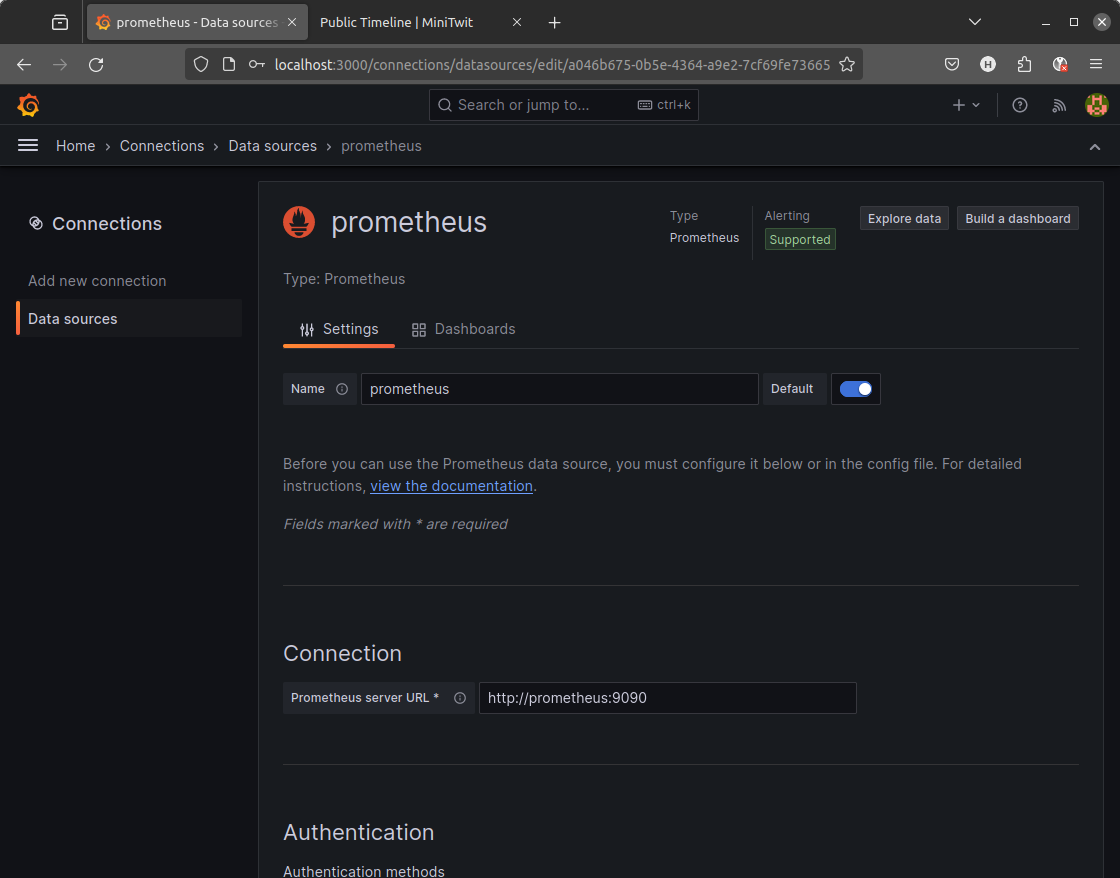 prometheus - Data sources
Public Timeline | MiniTwit
localhost:3000/connections/datasources/edit/a046b675-0b5e-4364-a9e2-7cf69fe73665
H
Search or jump to...
ctrl+k
Home › Connections › Data sources › prometheus
Connections
Add new connection
Data sources
prometheus
Type
Prometheus
Alerting
Supported
Explore data
Build a dashboard
Type: Prometheus
Settings
Dashboards
Name
prometheus
Default
Before you can use the Prometheus data source, you must configure it below or in the config file. For detailed
instructions, view the documentation.
Fields marked with * are required
Connection
Prometheus server URL *
http://prometheus:9090
Authentication
Authentication methods